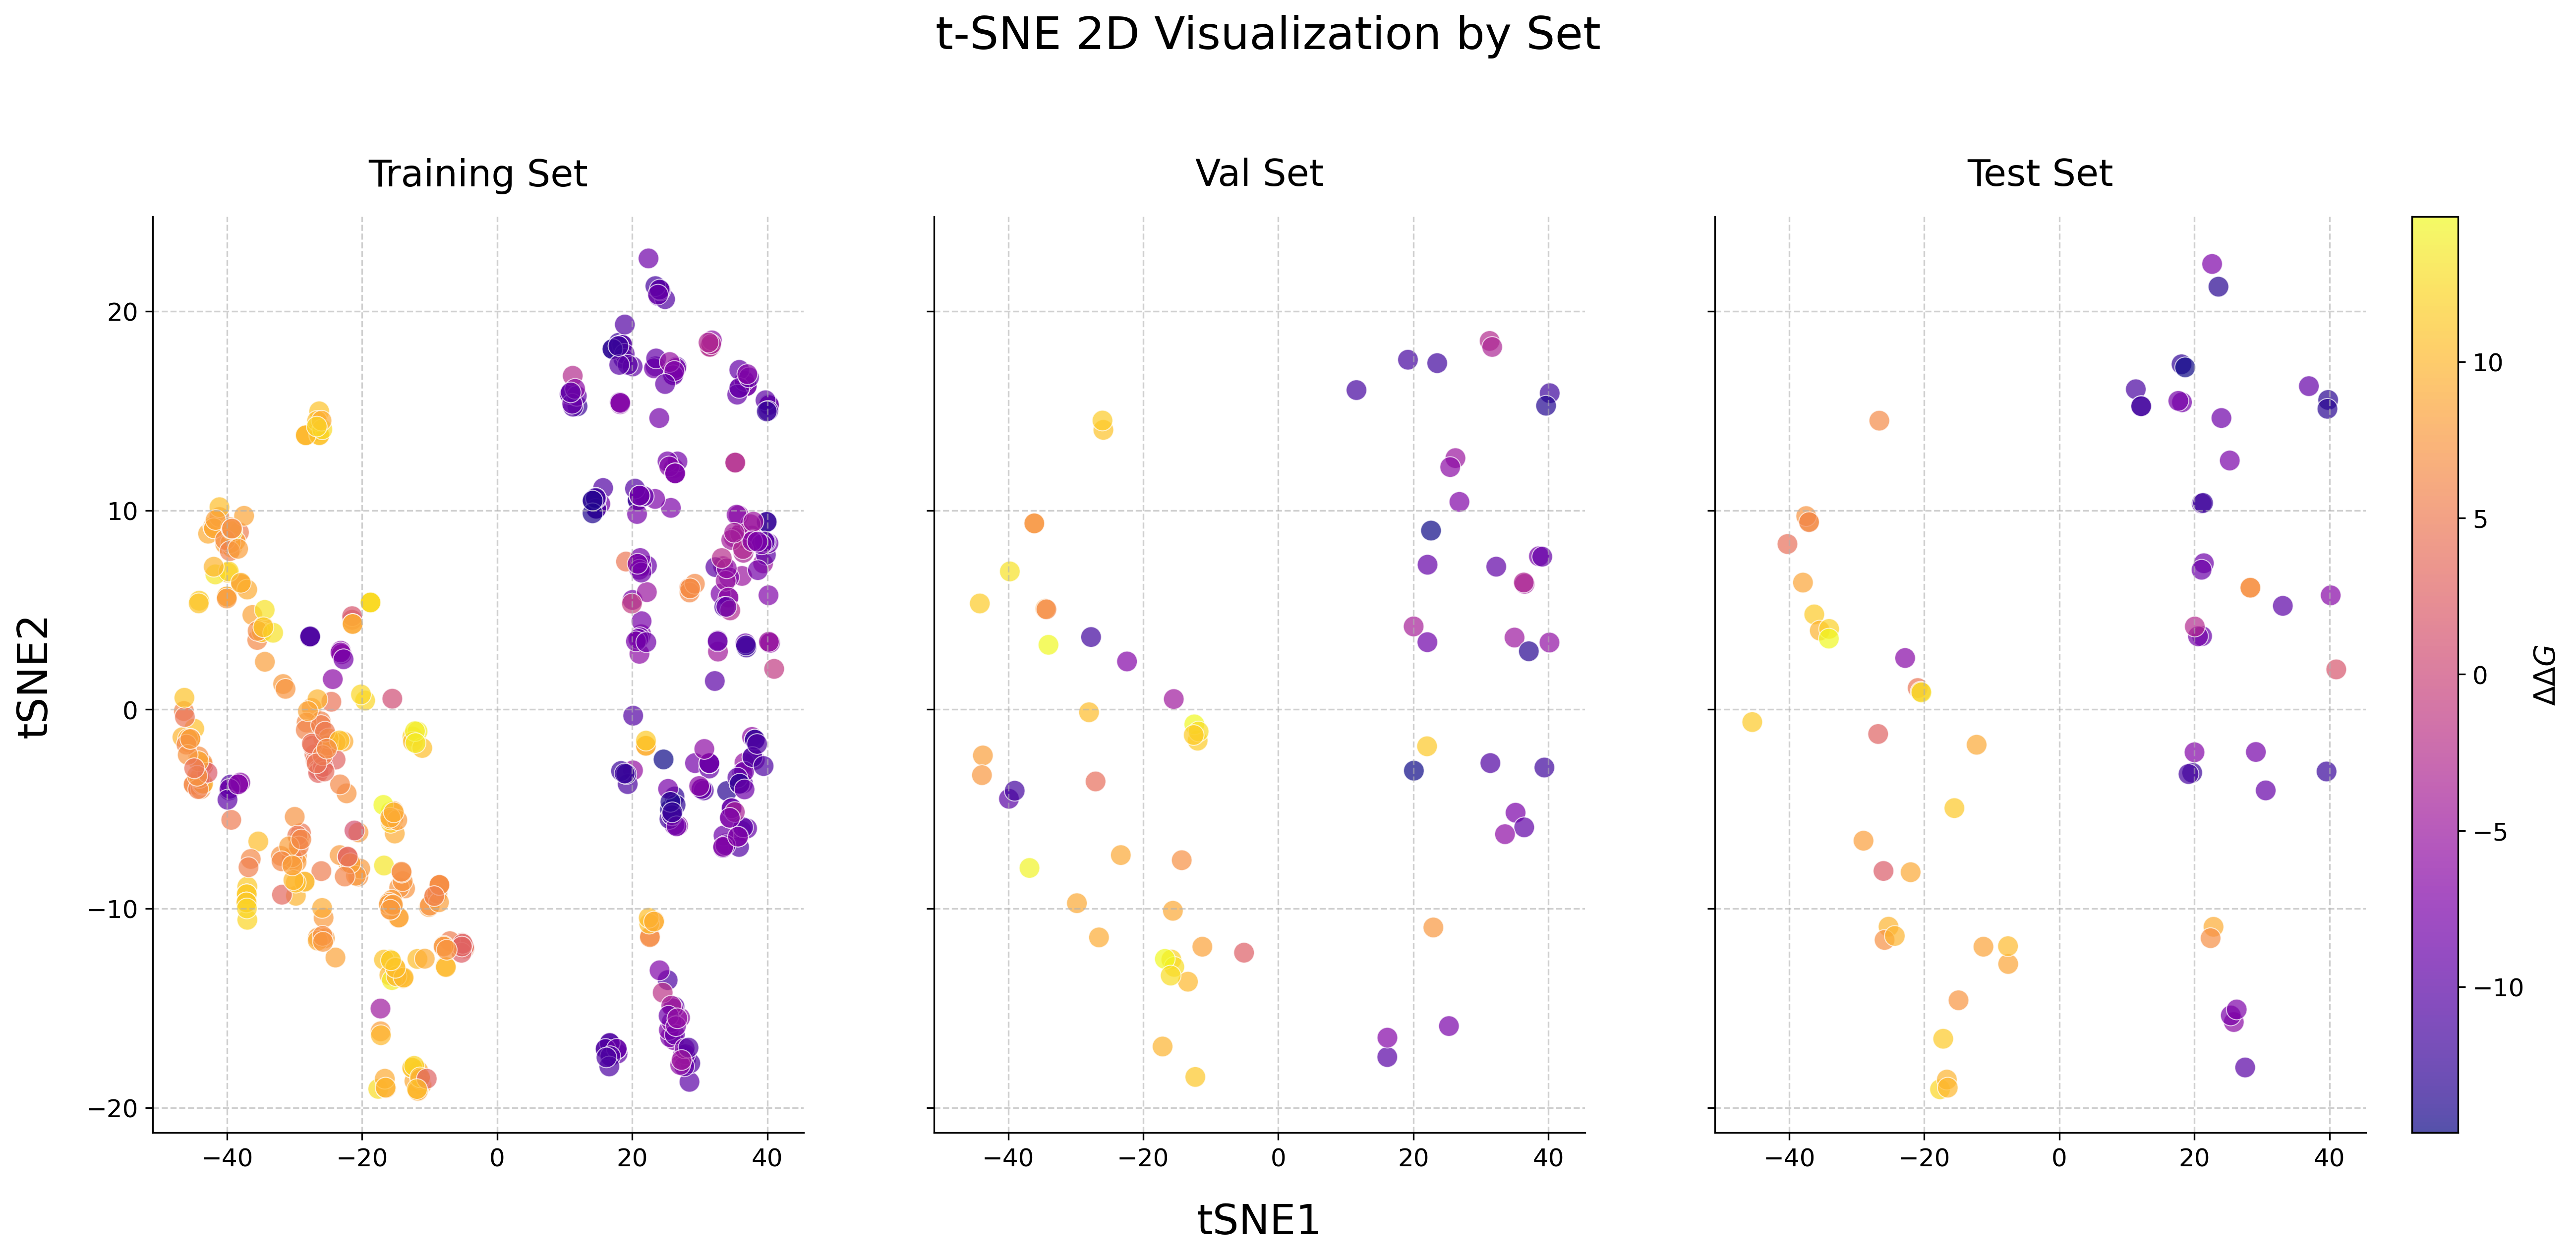 t-SNE 2D Visualization by Set
Training Set
Val Set
Test Set
tSNE2
20
10
0
−10
−20
−40 −20 0 20 40
−40 −20 0 20 40
−40 −20 0 20 40
tSNE1
10
5
0
−5
−10
ΔΔG